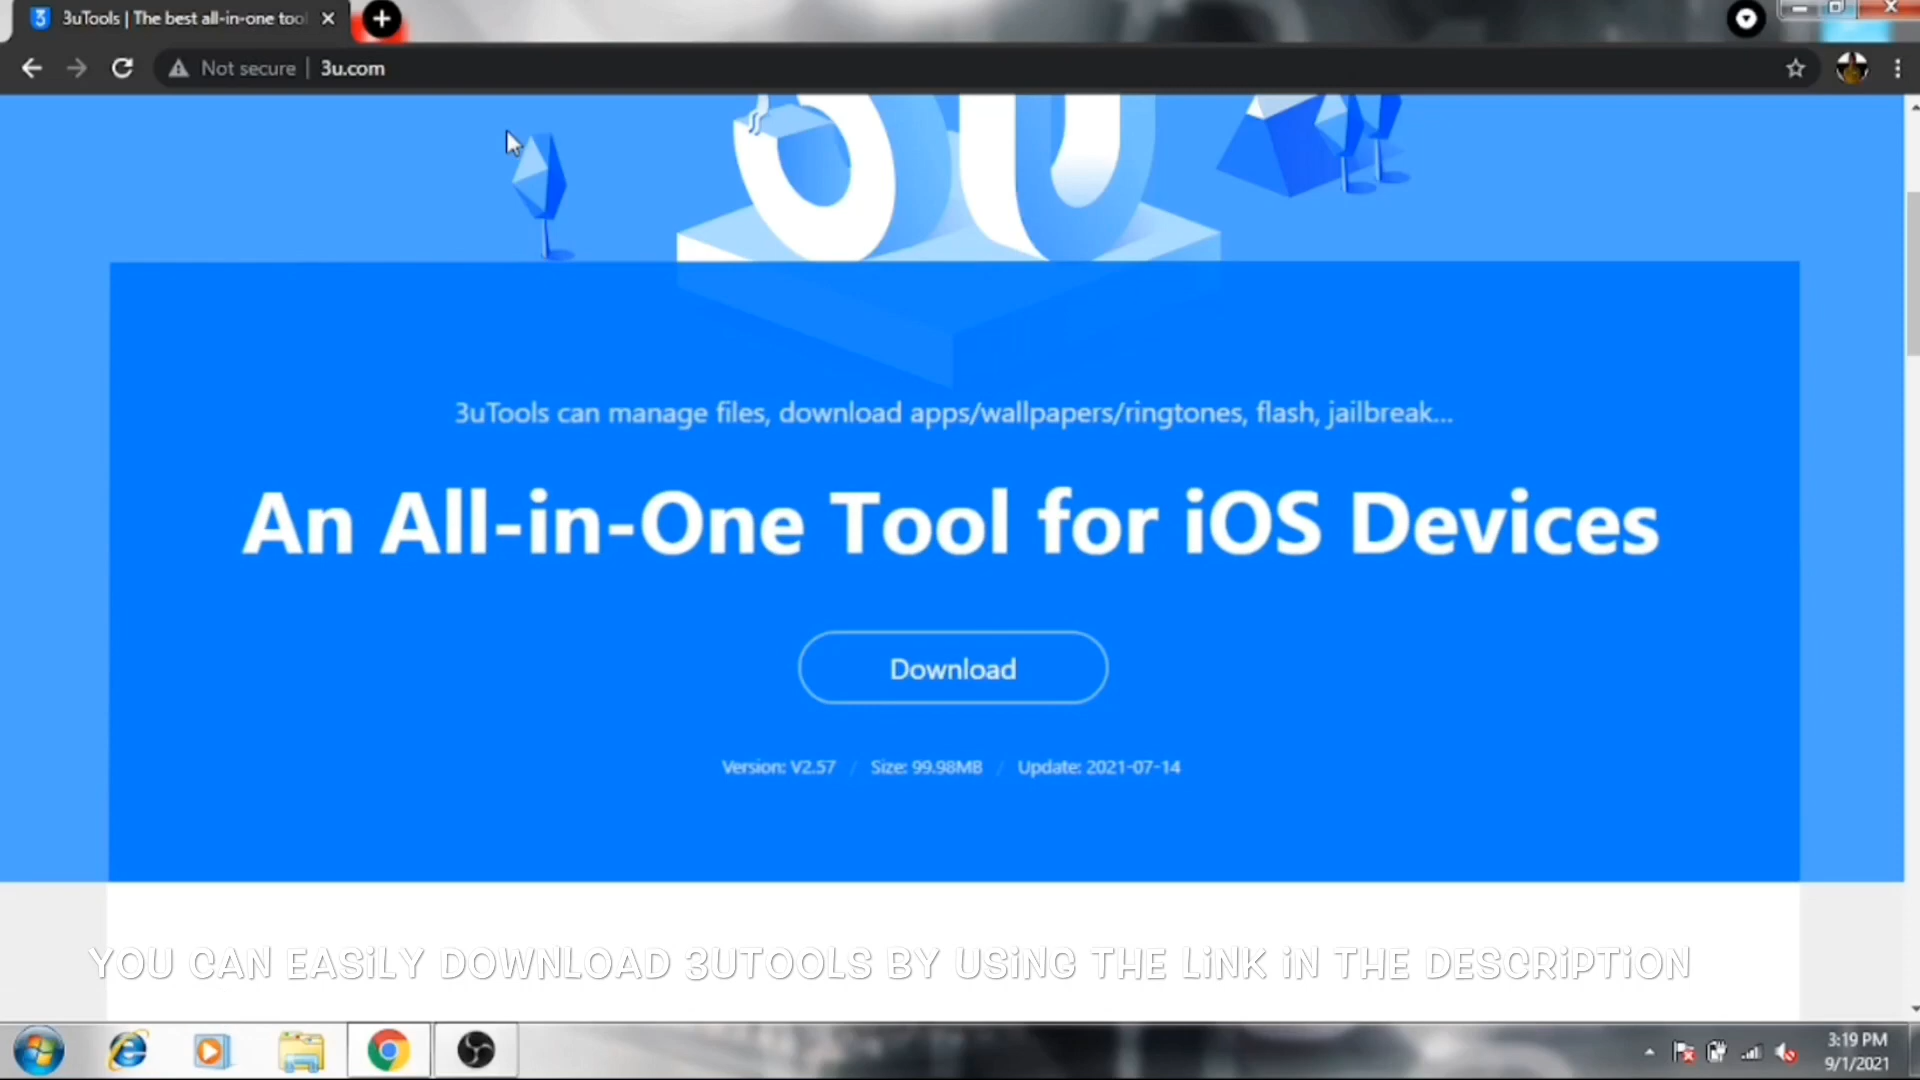 3uTools | The best all-in-one tool
Not secure | 3u.com
3U
3uTools can manage files, download apps/wallpapers/ringtones, flash, jailbreak...
An All-in-One Tool for iOS Devices
Download
Version: V2.57 / Size: 99.98MB / Update: 2021-07-14
YOU CAN EASiLY DOWNLOAD 3UTOOLS BY USiNG THE LiNK iN THE DESCRiPTiON
3:19 PM
9/1/2021